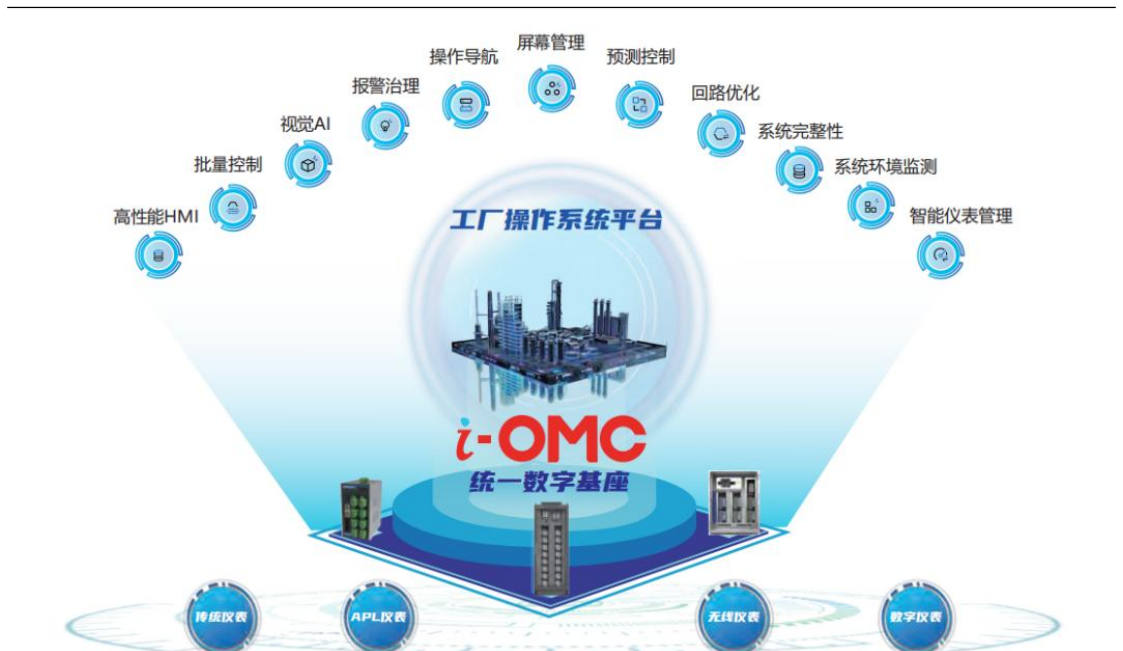 屏幕管理
操作导航
预测控制
报警治理
回路优化
视觉AI
系统完整性
批量控制
系统环境监测
高性能HMI
智能仪表管理
工厂操作系统平台
i-OMC
统一数字基座
传统仪表
APL仪表
无线仪表
数字仪表